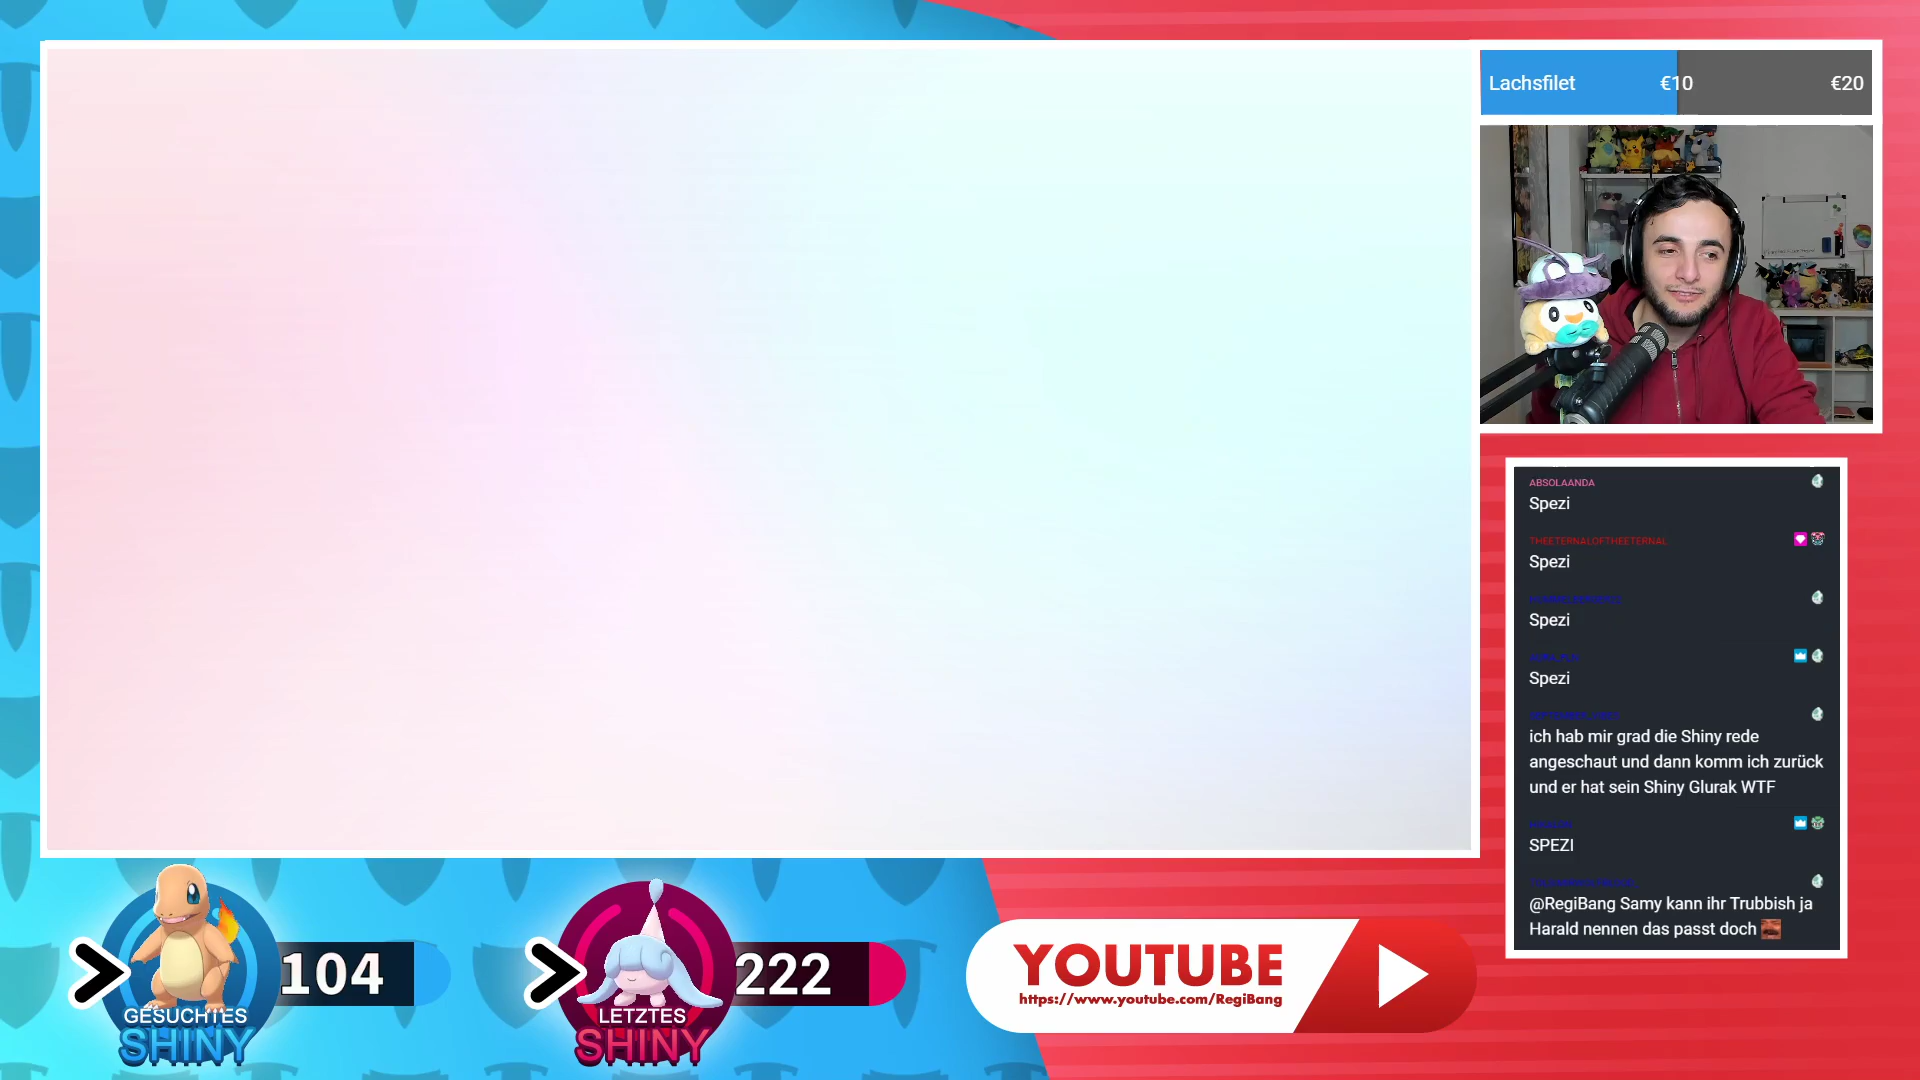 Lachsfilet €10 €20
ABSOLAANDA
Spezi
THEETERNALOFTHEETERNAL
Spezi
Spezi
Spezi
ich hab mir grad die Shiny rede
angeschaut und dann komm ich zurück
und er hat sein Shiny Glurak WTF
SPEZI
@RegiBang Samy kann ihr Trubbish ja
Harald nennen das passt doch
104
GESUCHTES
SHINY
222
LETZTES
SHINY
YOUTUBE
https://www.youtube.com/RegiBang